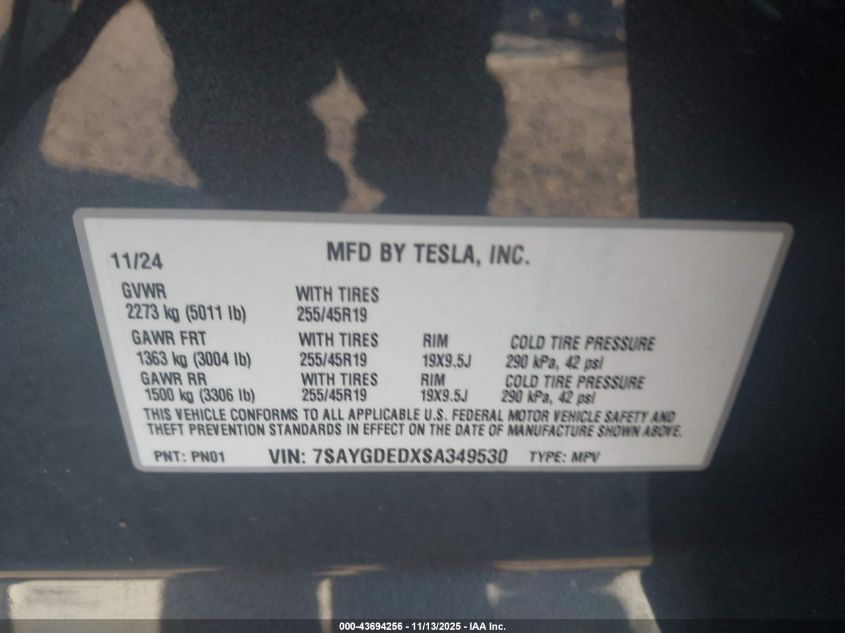 MFD BY TESLA, INC.
11/24
GVWR WITH TIRES
2273 kg (5011 lb) 255/45R19
GAWR FRT WITH TIRES RIM COLD TIRE PRESSURE
1363 kg (3004 lb) 255/45R19 19X9.5J 290 kPa, 42 psi
GAWR RR WITH TIRES RIM COLD TIRE PRESSURE
1500 kg (3306 lb) 255/45R19 19X9.5J 290 kPa, 42 psi
THIS VEHICLE CONFORMS TO ALL APPLICABLE U.S. FEDERAL MOTOR VEHICLE SAFETY AND
THEFT PREVENTION STANDARDS IN EFFECT ON THE DATE OF MANUFACTURE SHOWN ABOVE.
PNT: PN01 VIN: 7SAYGDEDXSA349530 TYPE: MPV
000-43694256 - 11/13/2025 - IAA Inc.